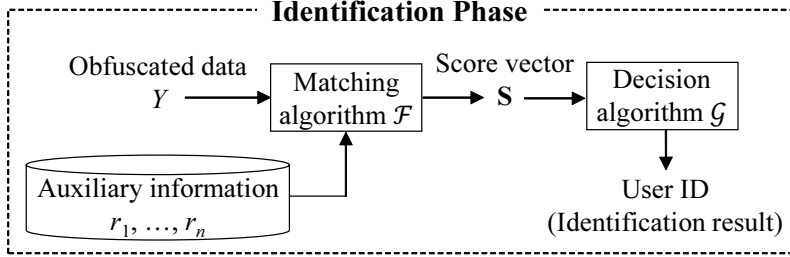 Identification Phase
Obfuscated data
Y
Matching
algorithm ℱ
Score vector
S
Decision
algorithm 𝒢
Auxiliary information
r1, …, rn
User ID
(Identification result)